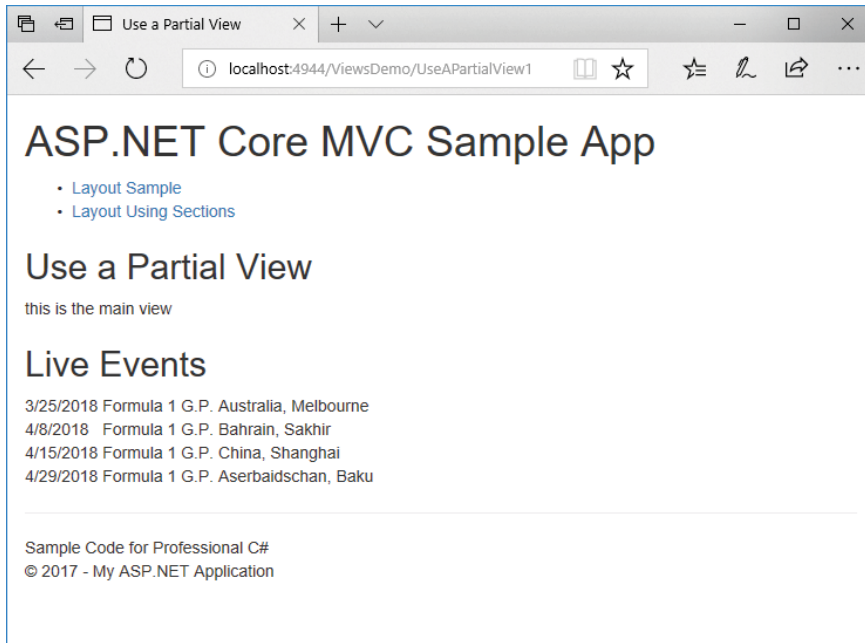 Use a Partial View
localhost:4944/ViewsDemo/UseAPartialView1
ASP.NET Core MVC Sample App
• Layout Sample
• Layout Using Sections
Use a Partial View
this is the main view
Live Events
3/25/2018 Formula 1 G.P. Australia, Melbourne
4/8/2018 Formula 1 G.P. Bahrain, Sakhir
4/15/2018 Formula 1 G.P. China, Shanghai
4/29/2018 Formula 1 G.P. Aserbaidschan, Baku
Sample Code for Professional C#
© 2017 - My ASP.NET Application